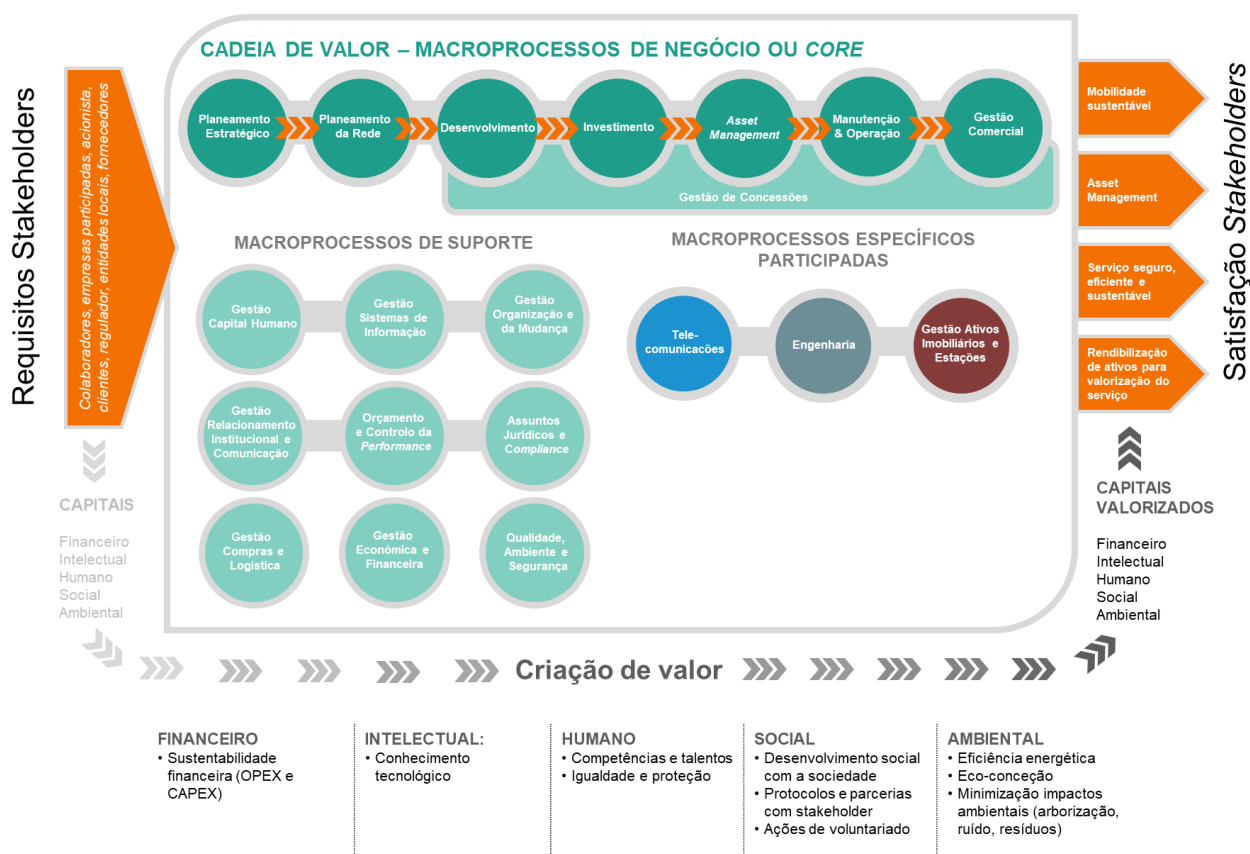 CADEIA DE VALOR – MACROPROCESSOS DE NEGÓCIO OU CORE
Requisitos Stakeholders
Colaboradores, empresas participadas, acionista,
clientes, regulador, entidades locais, fornecedores
Planeamento
Estratégico
Planeamento
da Rede
Desenvolvimento
Investimento
Asset
Management
Manutenção
& Operação
Gestão
Comercial
Gestão de Concessões
MACROPROCESSOS DE SUPORTE
Gestão
Capital Humano
Gestão
Sistemas de
Informação
Gestão
Organização e
da Mudança
Gestão
Relacionamento
Institucional e
Comunicação
Orçamento
e Controlo da
Performance
Assuntos
Jurídicos e
Compliance
Gestão
Compras e
Logística
Gestão
Económica e
Financeira
Qualidade,
Ambiente e
Segurança
MACROPROCESSOS ESPECÍFICOS
PARTICIPADAS
Tele-
comunicacões
Engenharia
Gestão Ativos
Imobiliários e
Estações
Mobilidade
sustentável
Asset
Management
Serviço seguro,
eficiente e
sustentável
Rendibilização
de ativos para
valorização do
serviço
Satisfação Stakeholders
CAPITAIS
Financeiro
Intelectual
Humano
Social
Ambiental
CAPITAIS
VALORIZADOS
Financeiro
Intelectual
Humano
Social
Ambiental
Criação de valor
FINANCEIRO
• Sustentabilidade
financeira (OPEX e
CAPEX)
INTELECTUAL:
• Conhecimento
tecnológico
HUMANO
• Competências e talentos
• Igualdade e proteção
SOCIAL
• Desenvolvimento social
com a sociedade
• Protocolos e parcerias
com stakeholder
• Ações de voluntariado
AMBIENTAL
• Eficiência energética
• Eco-conceção
• Minimização impactos
ambientais (arborização,
ruído, resíduos)